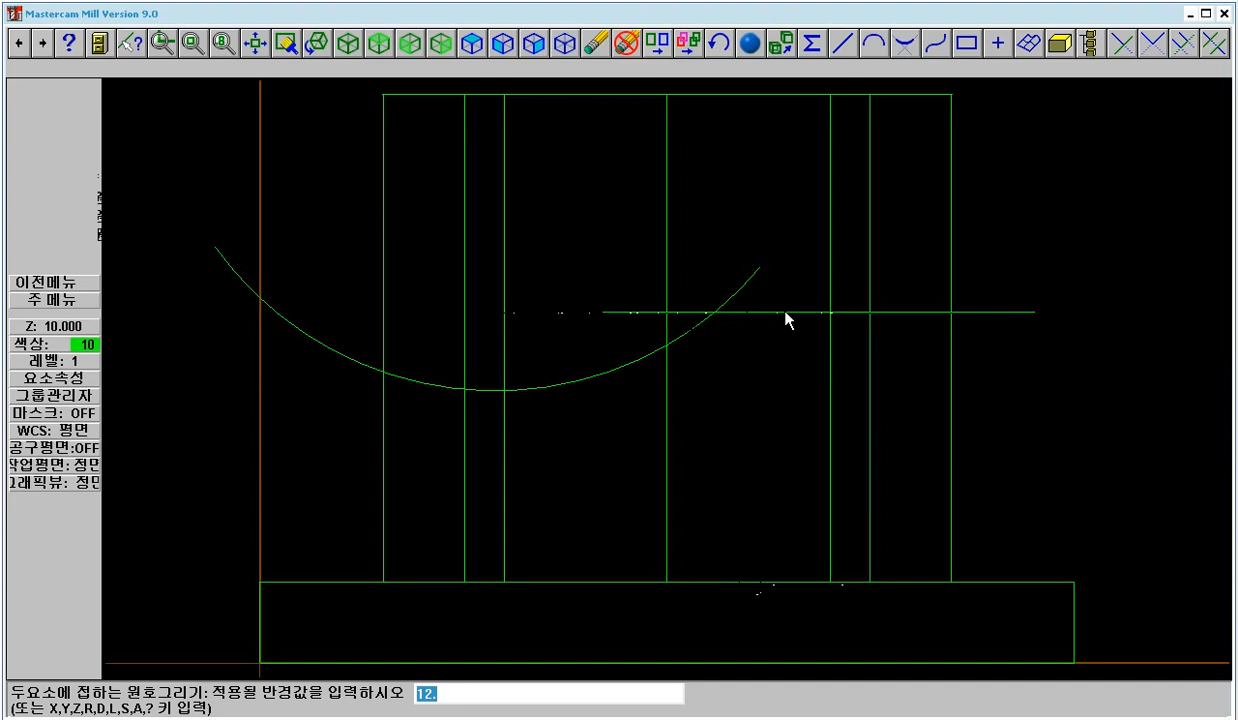 Mastercam Mill Version 9.0
이전메뉴
주 메뉴
Z: 10.000
색상: 10
레벨: 1
요소속성
그룹관리자
마스크: OFF
WCS: 평면
공구평면:OFF
작업평면: 정면
그래픽뷰: 정면
두요소에 접하는 원호그리기: 적용될 반경값을 입력하시오 12.
(또는 X,Y,Z,R,D,L,S,A,? 키 입력)